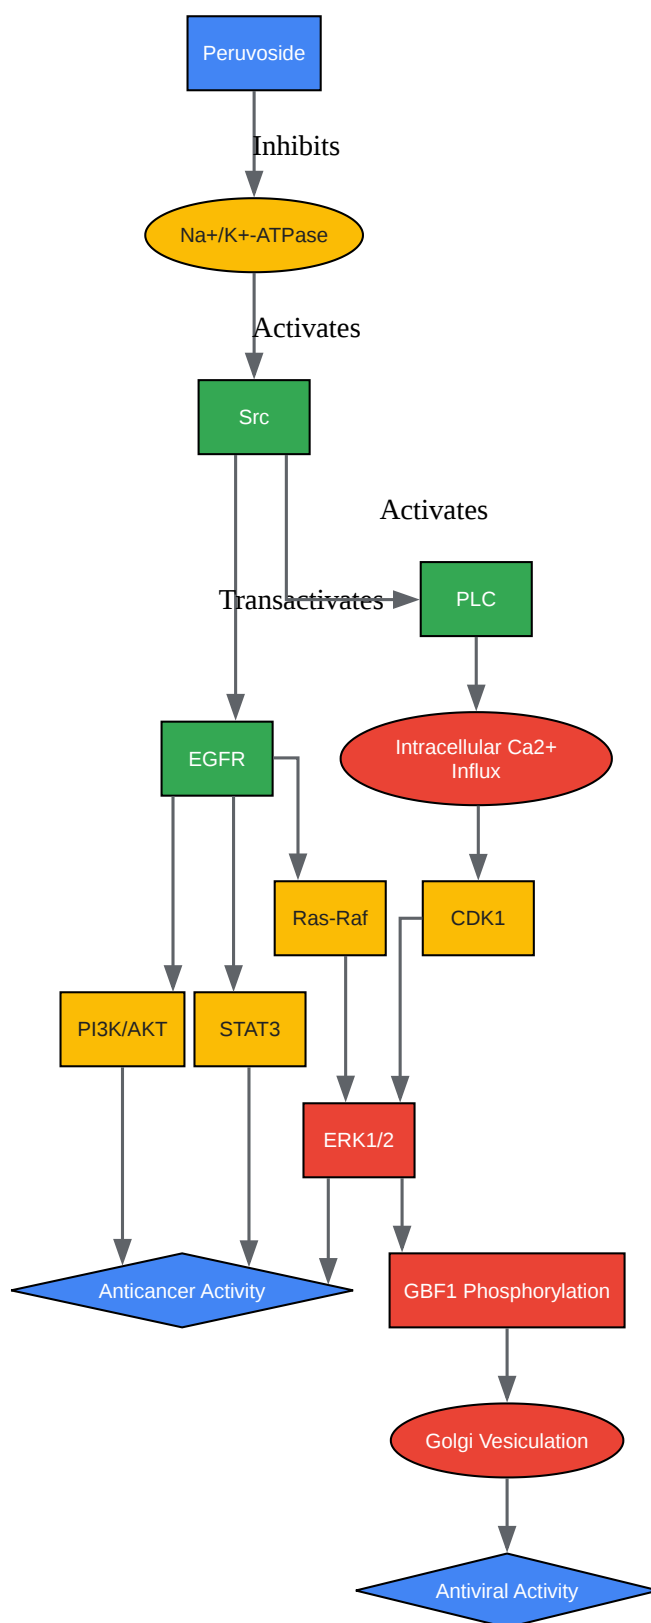 Peruvoside
Inhibits
Na+/K+-ATPase
Activates
Src
Activates
Transactivates
PLC
EGFR
Intracellular Ca2+
Influx
Ras-Raf
CDK1
PI3K/AKT
STAT3
ERK1/2
Anticancer Activity
GBF1 Phosphorylation
Golgi Vesiculation
Antiviral Activity